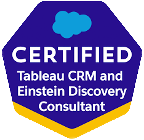 CERTIFIED
Tableau CRM and
Einstein Discovery
Consultant